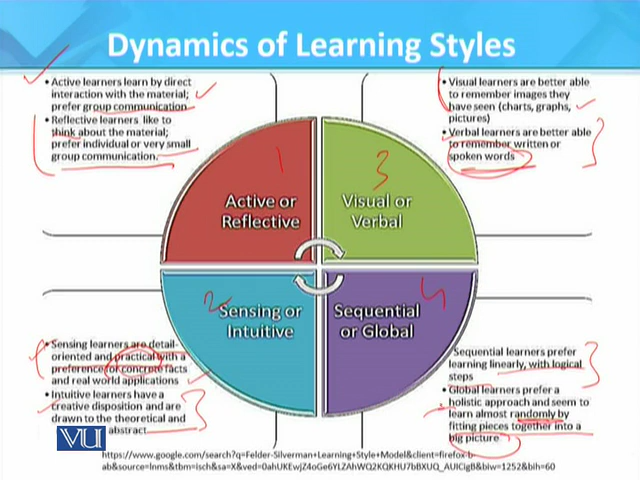 Dynamics of Learning Styles
• Active learners learn by direct
interaction with the material;
prefer group communication
• Reflective learners like to
think about the material;
prefer individual or very small
group communication.
• Visual learners are better able
to remember images they
have seen (charts, graphs,
pictures)
• Verbal learners are better able
to remember written or
spoken words
1
Active or
Reflective
3
Visual or
Verbal
2
Sensing or
Intuitive
4
Sequential
or Global
• Sensing learners are detail-
oriented and practical with a
preference for concrete facts
and real world applications
• Intuitive learners have a
creative disposition and are
drawn to the theoretical and
abstract
Sequential learners prefer
learning linearly, with logical
steps
• Global learners prefer a
holistic approach and seem to
learn almost randomly by
fitting pieces together into a
big picture
VU
https://www.google.com/search?q=Felder-Silverman+Learning+Style+Model&client=firefox-b-
ab&source=lnms&tbm=isch&sa=X&ved=0ahUKEwjZ4oGe6YLZAhWQ2KQKHU7bBXUQ_AUICigB&biw=1252&bih=60